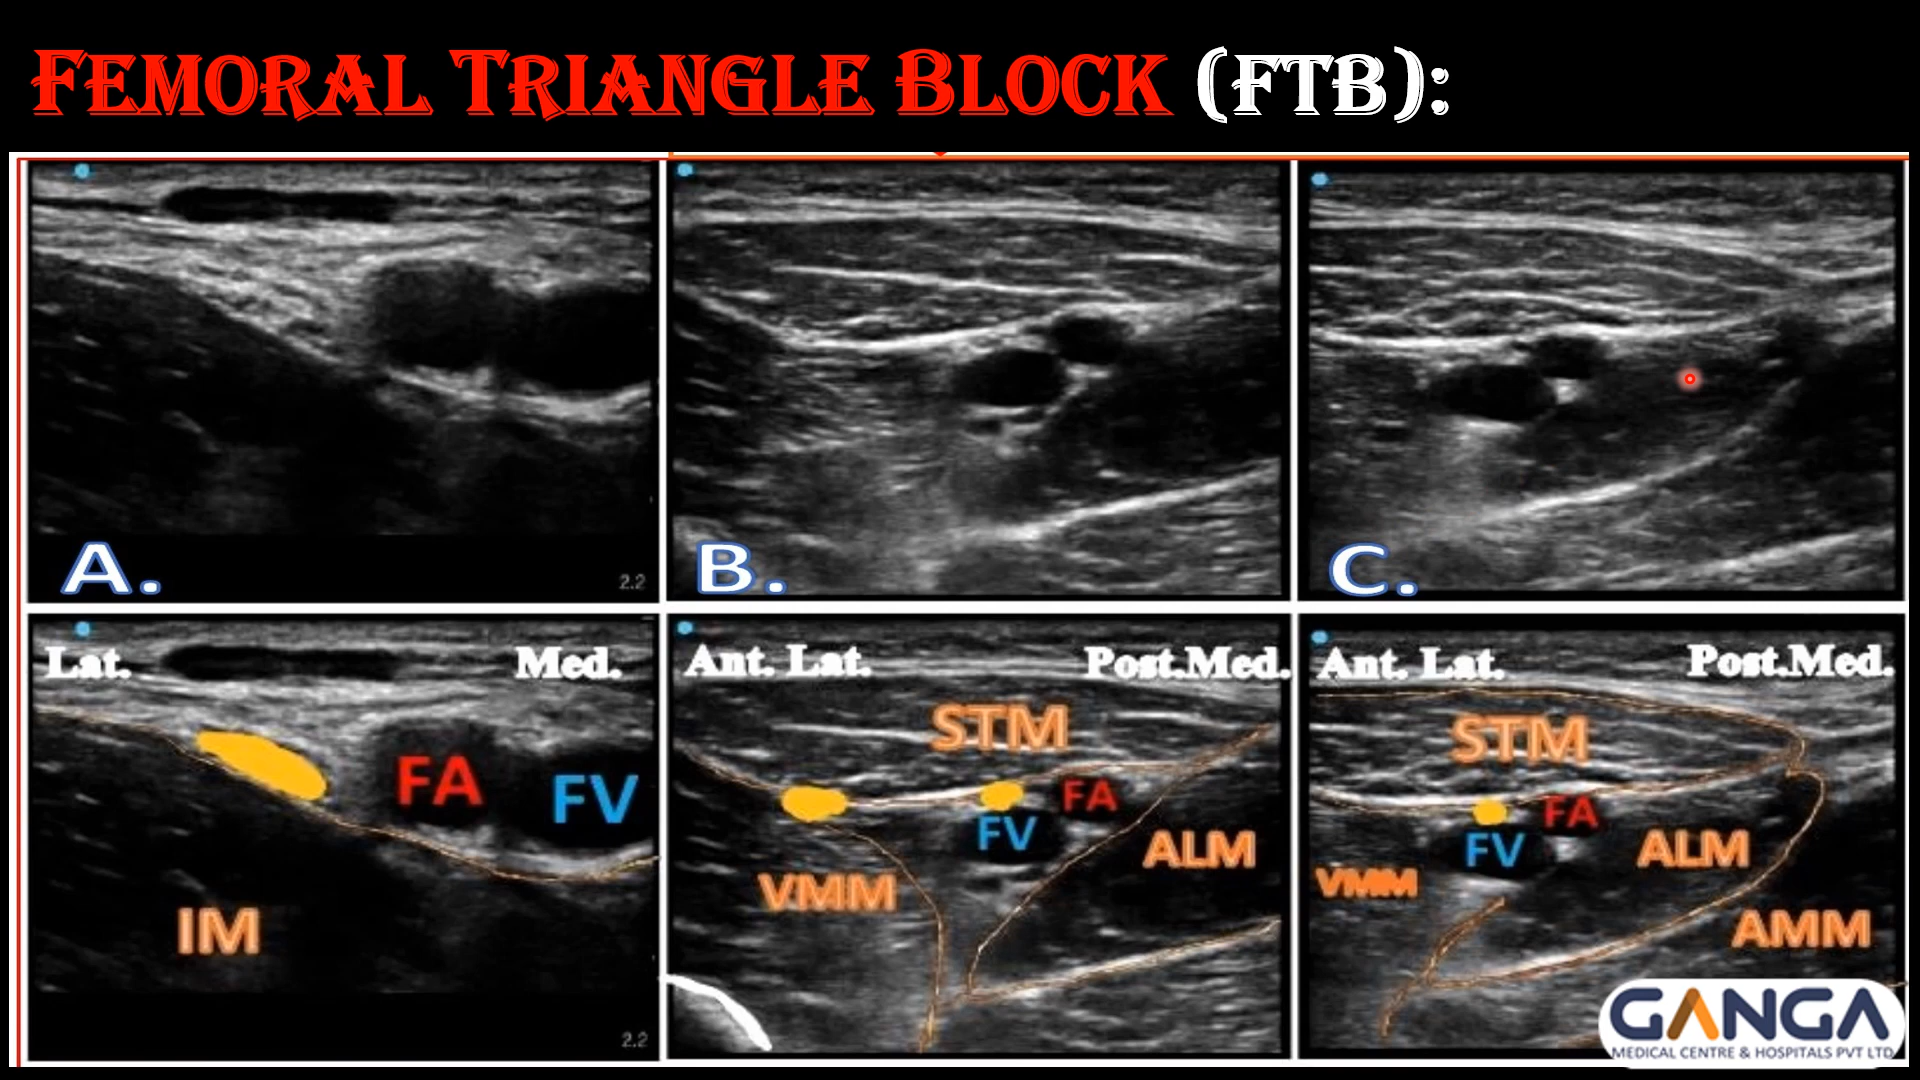 FEMORAL TRIANGLE BLOCK (FTB):
A.
2.2
B.
C.
Lat.
Med.
FA
FV
IM
2.2
Ant. Lat.
Post.Med.
STM
FA
FV
ALM
VMM
Ant. Lat.
Post.Med.
STM
FA
FV
ALM
VMM
AMM
GANGA
MEDICAL CENTRE & HOSPITALS PVT LTD